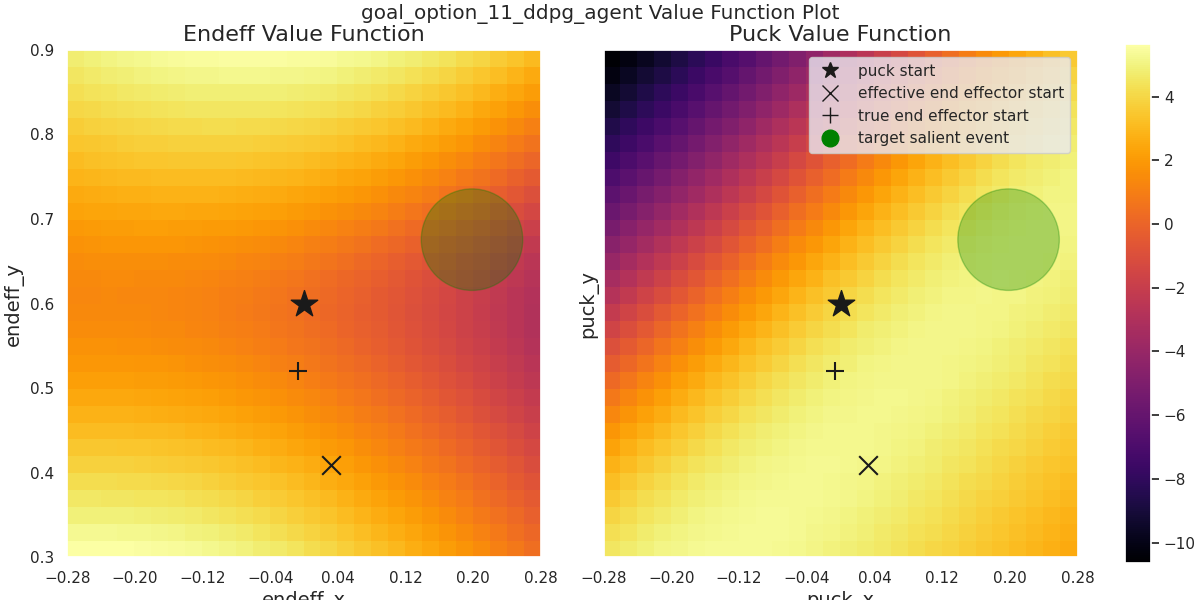 goal_option_11_ddpg_agent Value Function Plot
Endeff Value Function
Puck Value Function
puck start
effective end effector start
true end effector start
target salient event
endeff_y
0.9
0.8
0.7
0.6
0.5
0.4
0.3
−0.28 −0.20 −0.12 −0.04 0.04 0.12 0.20 0.28
endeff_x
puck_y
−0.28 −0.20 −0.12 −0.04 0.04 0.12 0.20 0.28
puck_x
4
2
0
−2
−4
−6
−8
−10